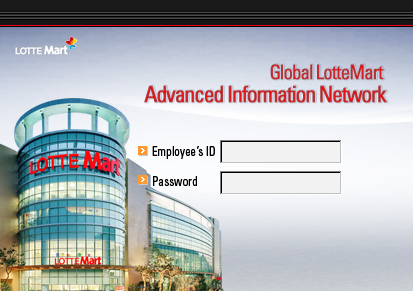 LOTTE Mart
Global LotteMart
Advanced Information Network
LOTTE Mart
Employee's ID
Password
LOTTE Mart